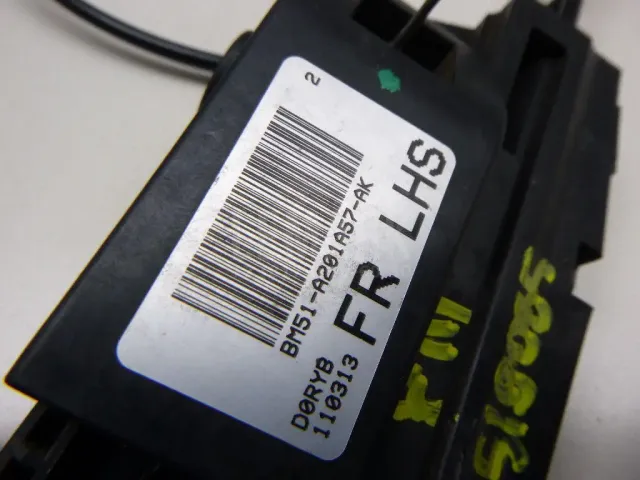 2
BM51-A201A57-AK
FR LHS
D0RYB
110313